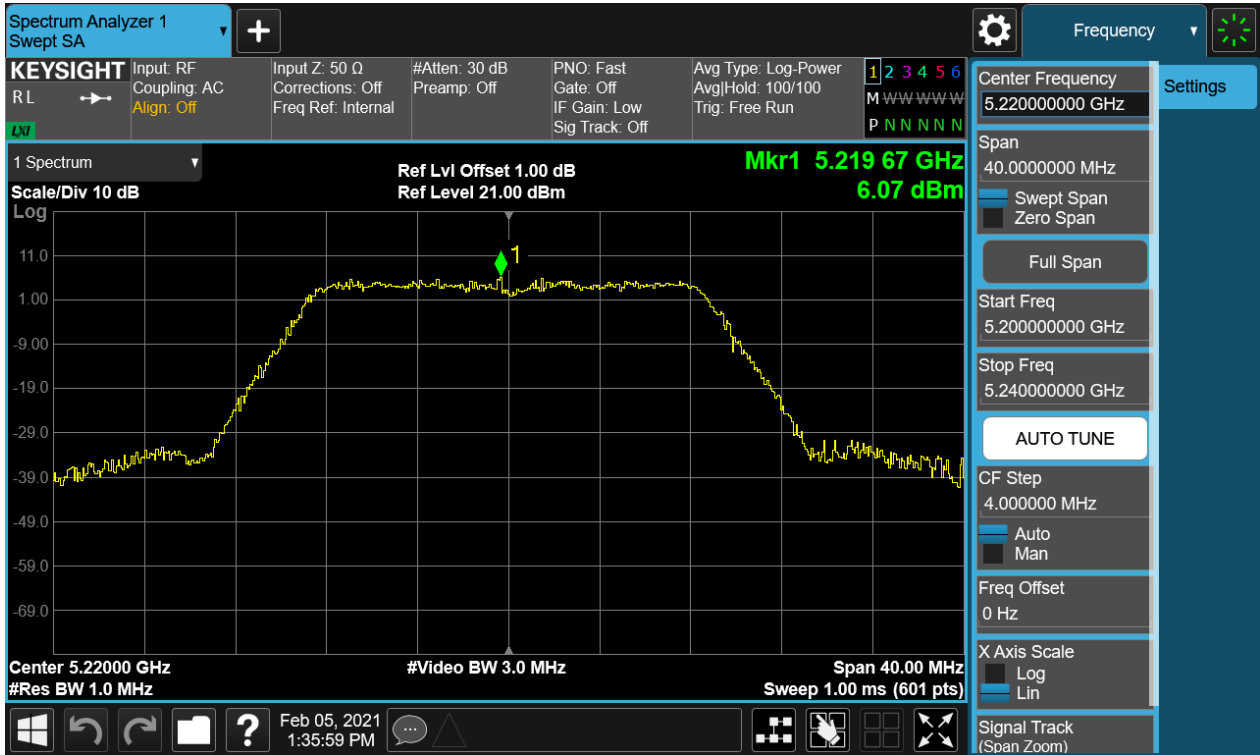 Spectrum Analyzer 1
Swept SA
+
Frequency
KEYSIGHT
R L
LXI
Input: RF
Coupling: AC
Align: Off
Input Z: 50 Ω
Corrections: Off
Freq Ref: Internal
#Atten: 30 dB
Preamp: Off
PNO: Fast
Gate: Off
IF Gain: Low
Sig Track: Off
Avg Type: Log-Power
Avg|Hold: 100/100
Trig: Free Run
1 2 3 4 5 6
M W W W W W
P N N N N N
1 Spectrum
Scale/Div 10 dB
Log
Ref Lvl Offset 1.00 dB
Ref Level 21.00 dBm
Mkr1 5.219 67 GHz
6.07 dBm
1
11.0
1.00
-9.00
-19.0
-29.0
-39.0
-49.0
-59.0
-69.0
Center 5.22000 GHz
#Res BW 1.0 MHz
#Video BW 3.0 MHz
Span 40.00 MHz
Sweep 1.00 ms (601 pts)
Center Frequency
5.220000000 GHz
Span
40.0000000 MHz
Swept Span
Zero Span
Full Span
Start Freq
5.200000000 GHz
Stop Freq
5.240000000 GHz
AUTO TUNE
CF Step
4.000000 MHz
Auto
Man
Freq Offset
0 Hz
X Axis Scale
Log
Lin
Signal Track
(Span Zoom)
Settings
?
Feb 05, 2021
1:35:59 PM